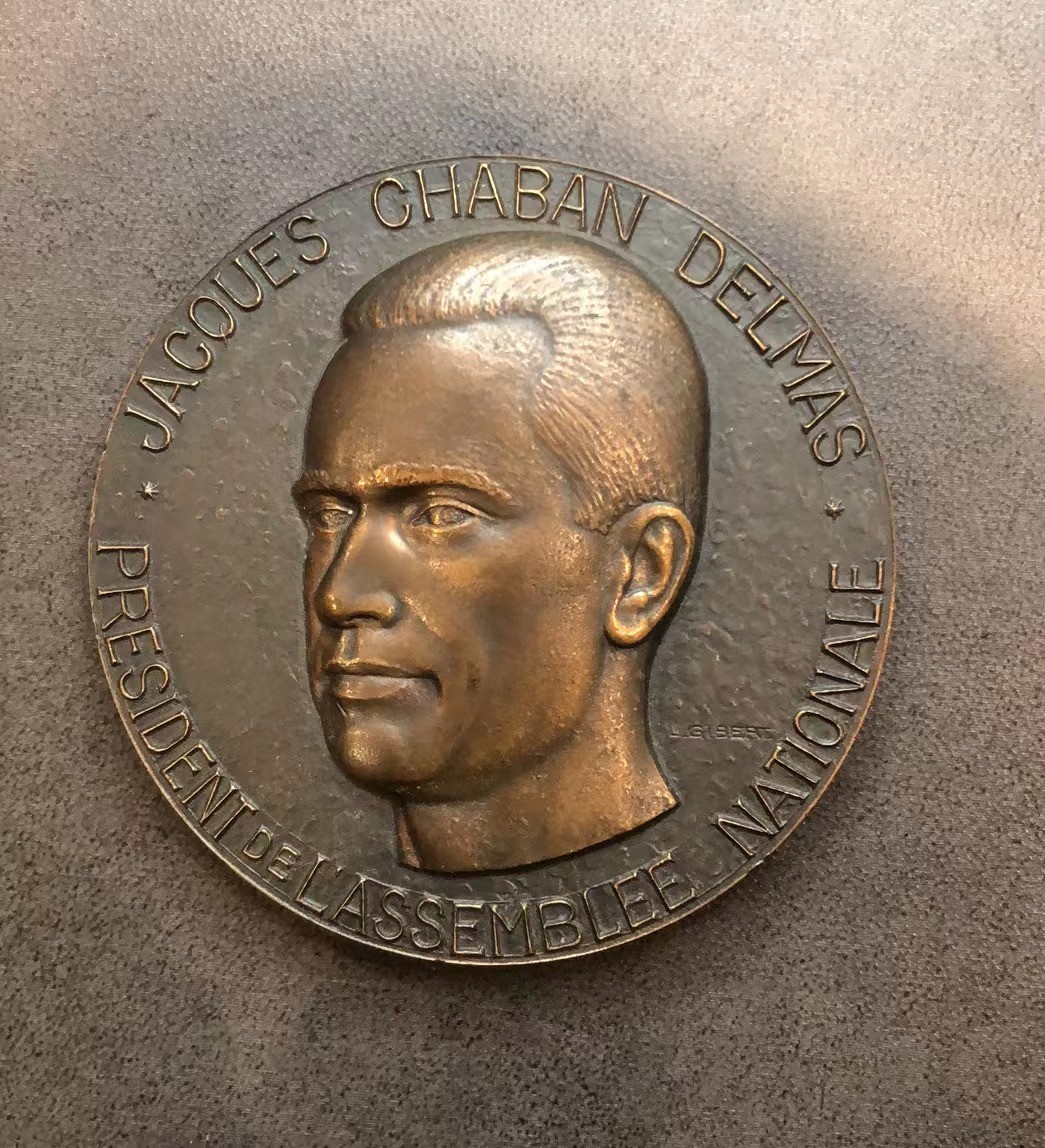 JACQUES CHABAN DELMAS
PRESIDENT DE L'ASSEMBLEE NATIONALE
L.GIBERT